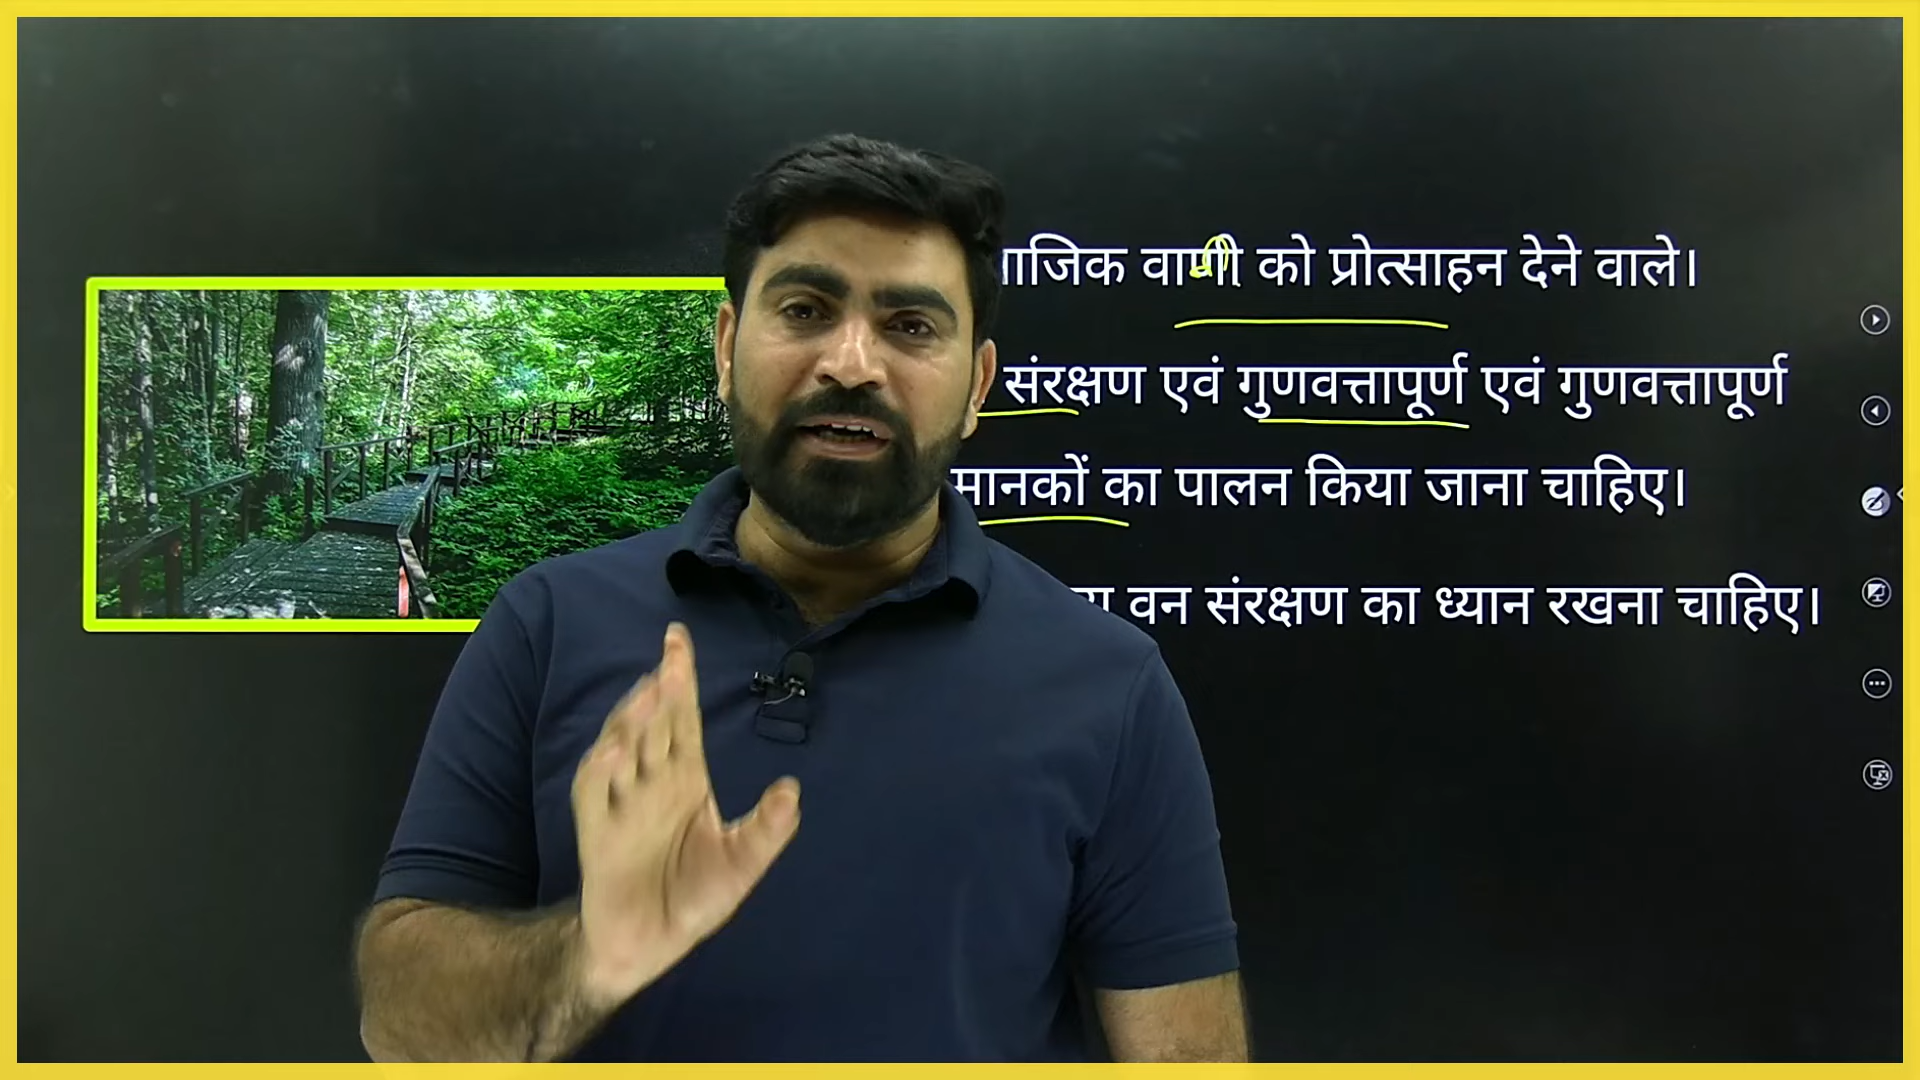 को प्रोत्साहन देने वाले।
संरक्षण एवं गुणवत्तापूर्ण एवं गुणवत्तापूर्ण
मानकों का पालन किया जाना चाहिए।
वन संरक्षण का ध्यान रखना चाहिए।